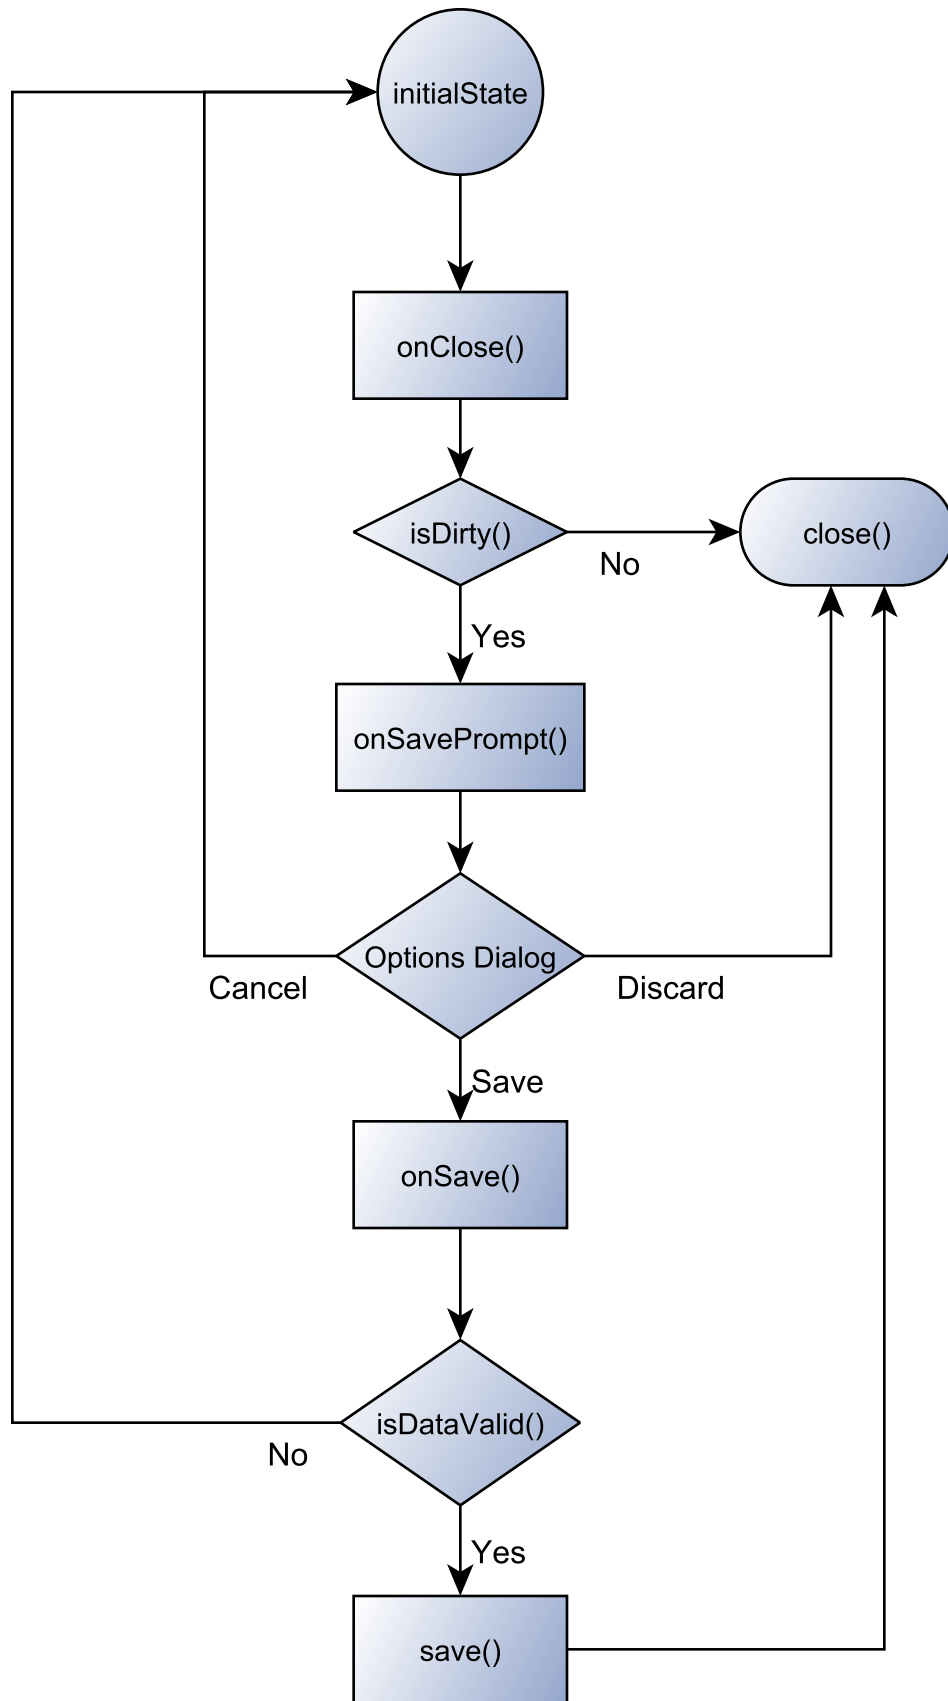 initialState
onClose()
isDirty()
No
close()
Yes
onSavePrompt()
Options Dialog
Cancel
Discard
Save
onSave()
isDataValid()
No
Yes
save()